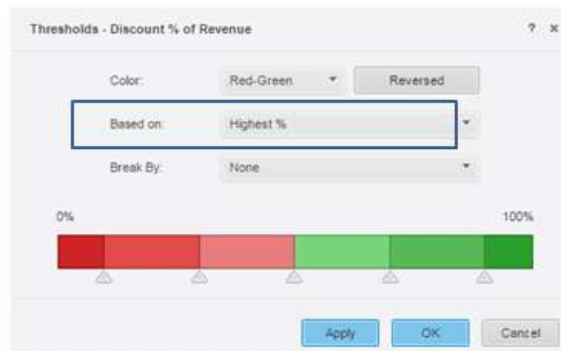 Thresholds - Discount % of Revenue ? x
Color: Red-Green Reversed
Based on: Highest %
Break By: None
0% 100%
Apply OK Cancel